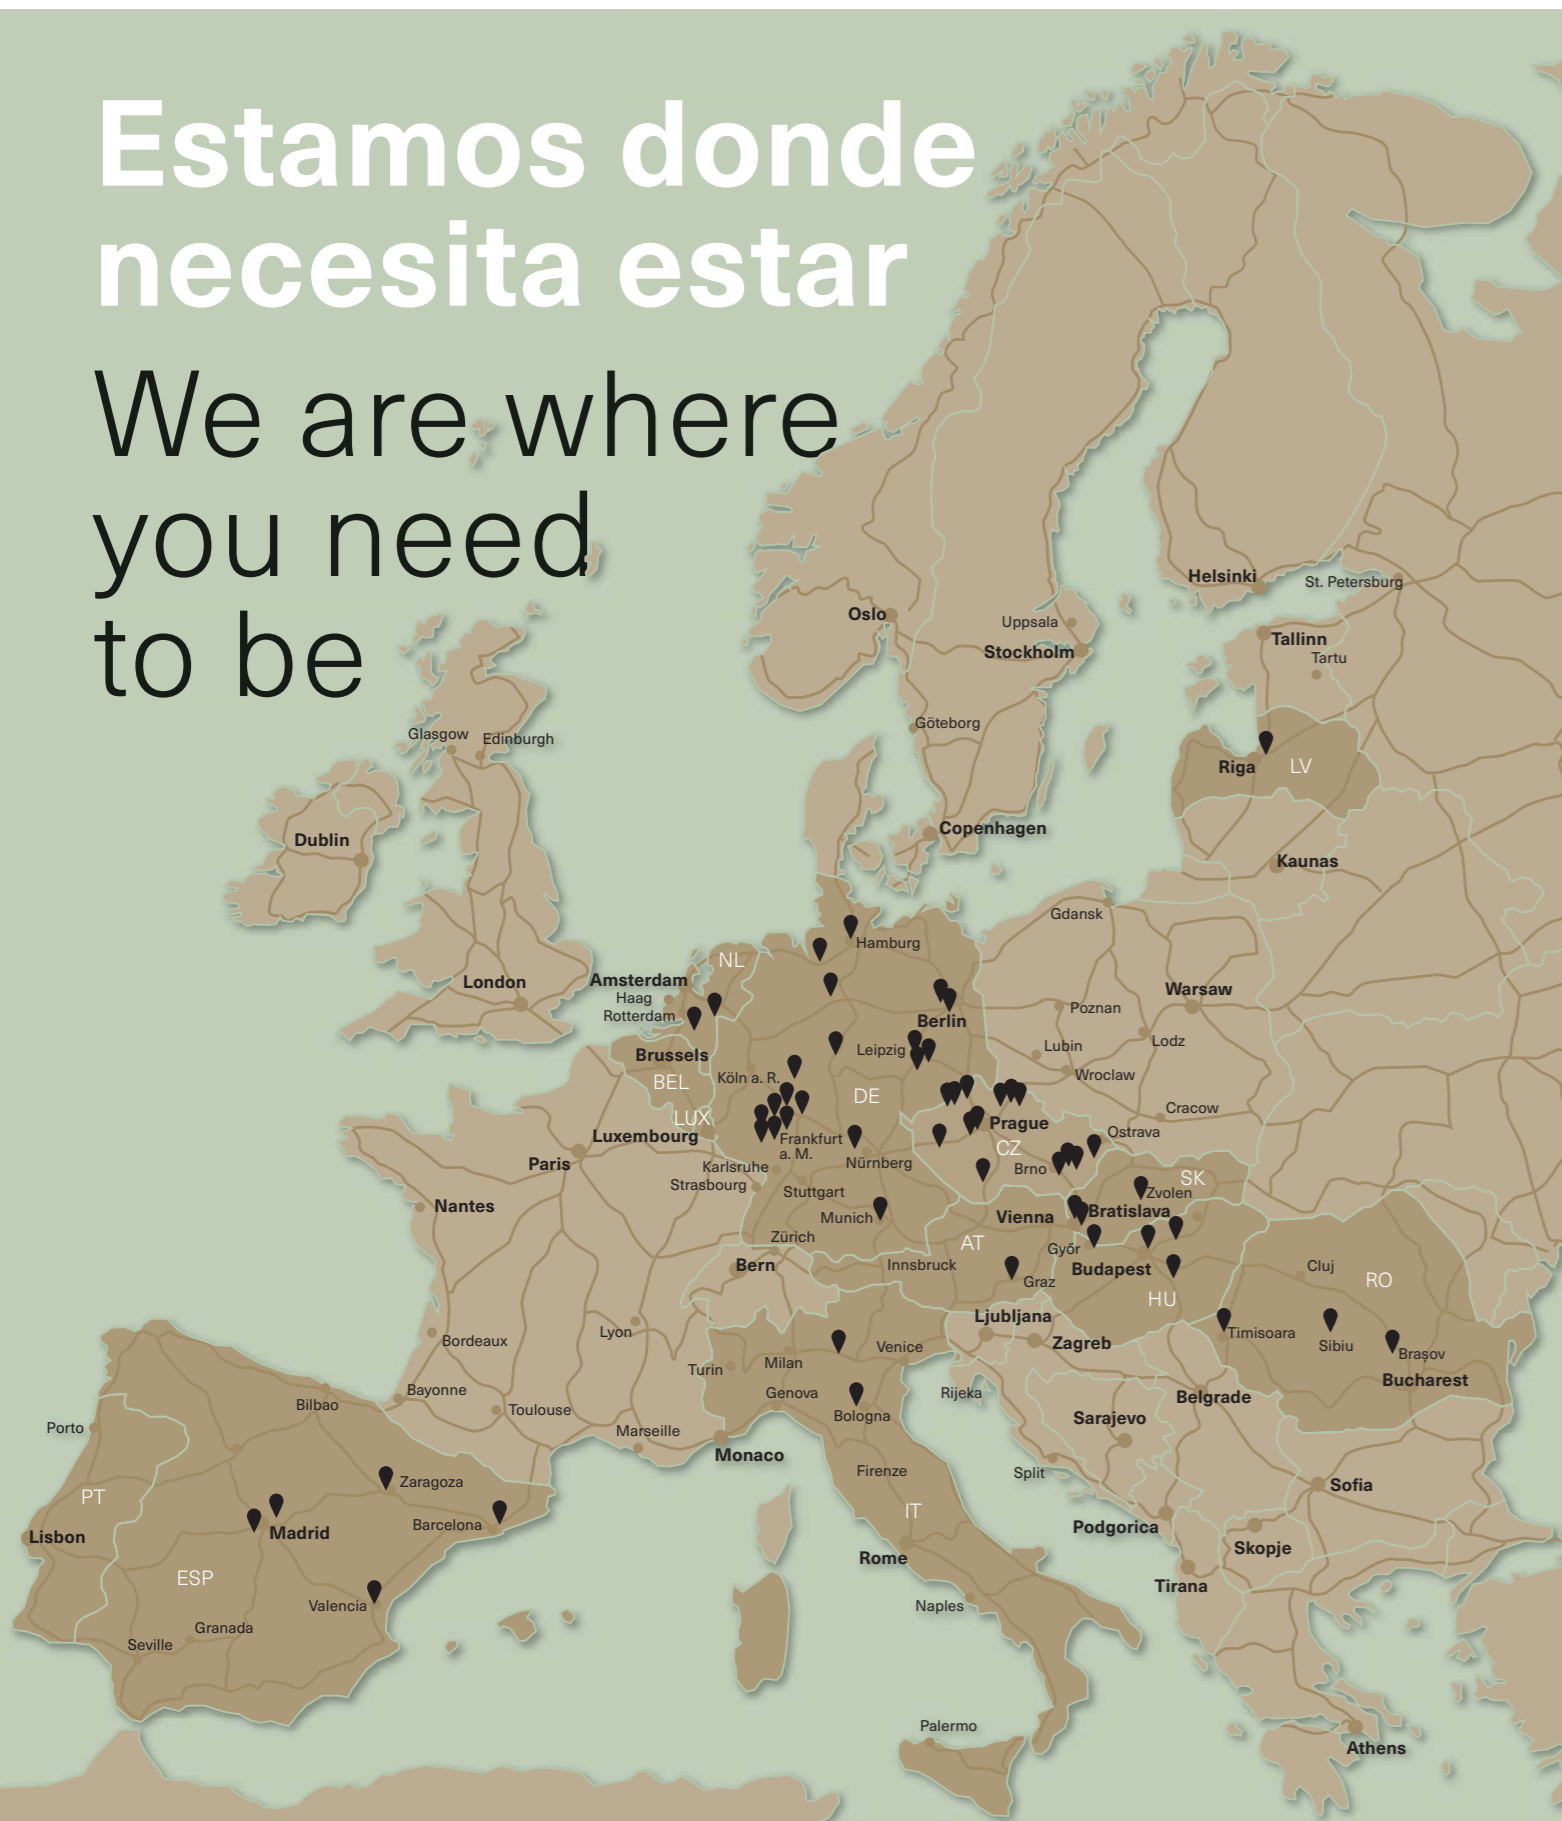 Estamos donde
necesita estar
We are where
you need
to be
Helsinki
St. Petersburg
Oslo
Uppsala
Stockholm
Tallinn
Tartu
Göteborg
Glasgow
Edinburgh
Riga
LV
Dublin
Copenhagen
Kaunas
Gdansk
Hamburg
NL
London
Amsterdam
Haag
Rotterdam
Warsaw
Poznan
Berlin
Brussels
Leipzig
Lubin
Lodz
BEL
Köln a. R.
DE
Wroclaw
LUX
Cracow
Luxembourg
Prague
Frankfurt
a. M.
CZ
Ostrava
Paris
Karlsruhe
Nürnberg
Brno
Strasbourg
Stuttgart
SK
Zvolen
Nantes
Munich
Vienna
Bratislava
Zürich
AT
Győr
Bern
Innsbruck
Budapest
Graz
Cluj
RO
HU
Ljubljana
Lyon
Bordeaux
Zagreb
Timisoara
Sibiu
Brașov
Venice
Milan
Turin
Bucharest
Bayonne
Genova
Rijeka
Belgrade
Bilbao
Toulouse
Bologna
Sarajevo
Porto
Marseille
Monaco
Firenze
Split
Zaragoza
Sofia
PT
IT
Barcelona
Podgorica
Lisbon
Madrid
Skopje
Rome
ESP
Tirana
Valencia
Naples
Granada
Seville
Palermo
Athens